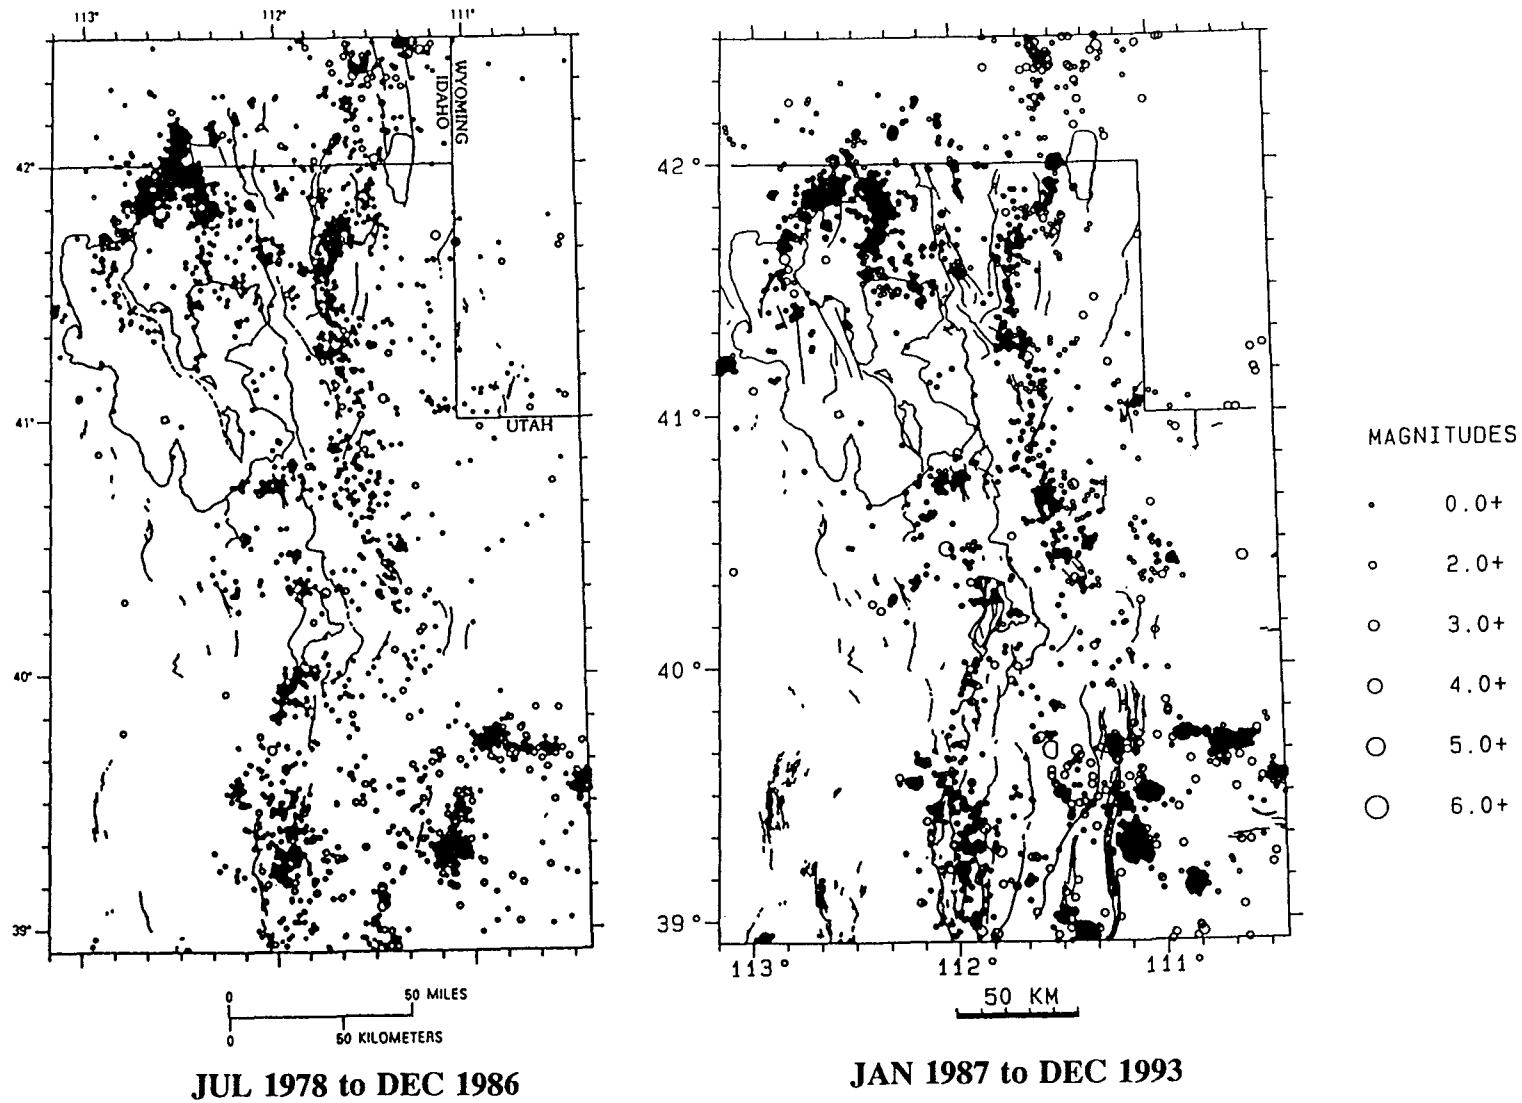 113°
112°
111°
WYOMING
IDAHO
42°
41°
UTAH
40°
39°
0
50 MILES
0
50 KILOMETERS
JUL 1978 to DEC 1986
42°
41°
40°
39°
113°
112°
111°
50 KM
JAN 1987 to DEC 1993
MAGNITUDES
0.0+
2.0+
3.0+
4.0+
5.0+
6.0+